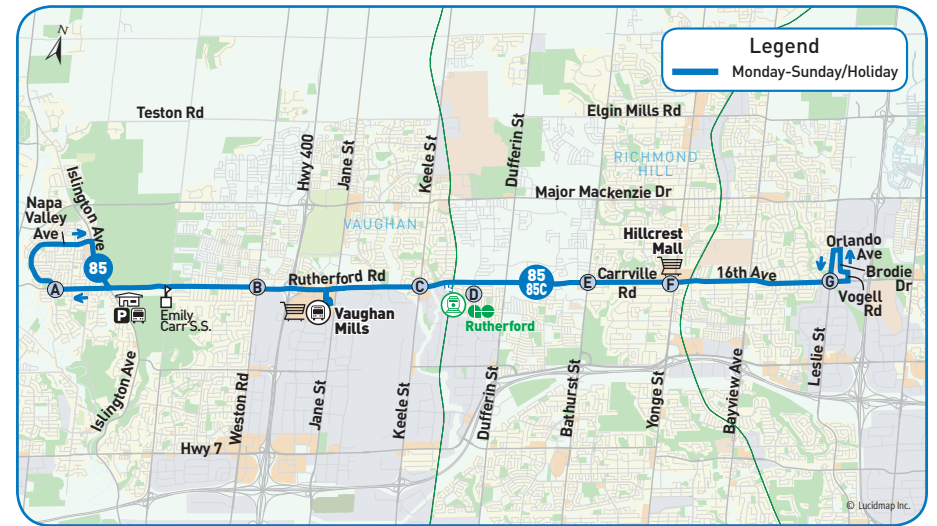 N
Legend
Monday-Sunday/Holiday
Teston Rd
Elgin Mills Rd
Hwy 400
Jane St
Keele St
Dufferin St
RICHMOND
HILL
Islington Ave
Major Mackenzie Dr
Napa
Valley
Ave
VAUGHAN
Hillcrest
Mall
Orlando
Ave
85
Rutherford Rd
85
85C
Carrville
Rd
16th Ave
Brodie
Dr
A
B
C
D
E
F
G
Vogell
Rd
P
Emily
Carr S.S.
Vaughan
Mills
GO
Rutherford
Islington Ave
Weston Rd
Jane St
Keele St
Dufferin St
Bathurst St
Yonge St
Bayview Ave
Leslie St
Hwy 7
© Lucidmap Inc.